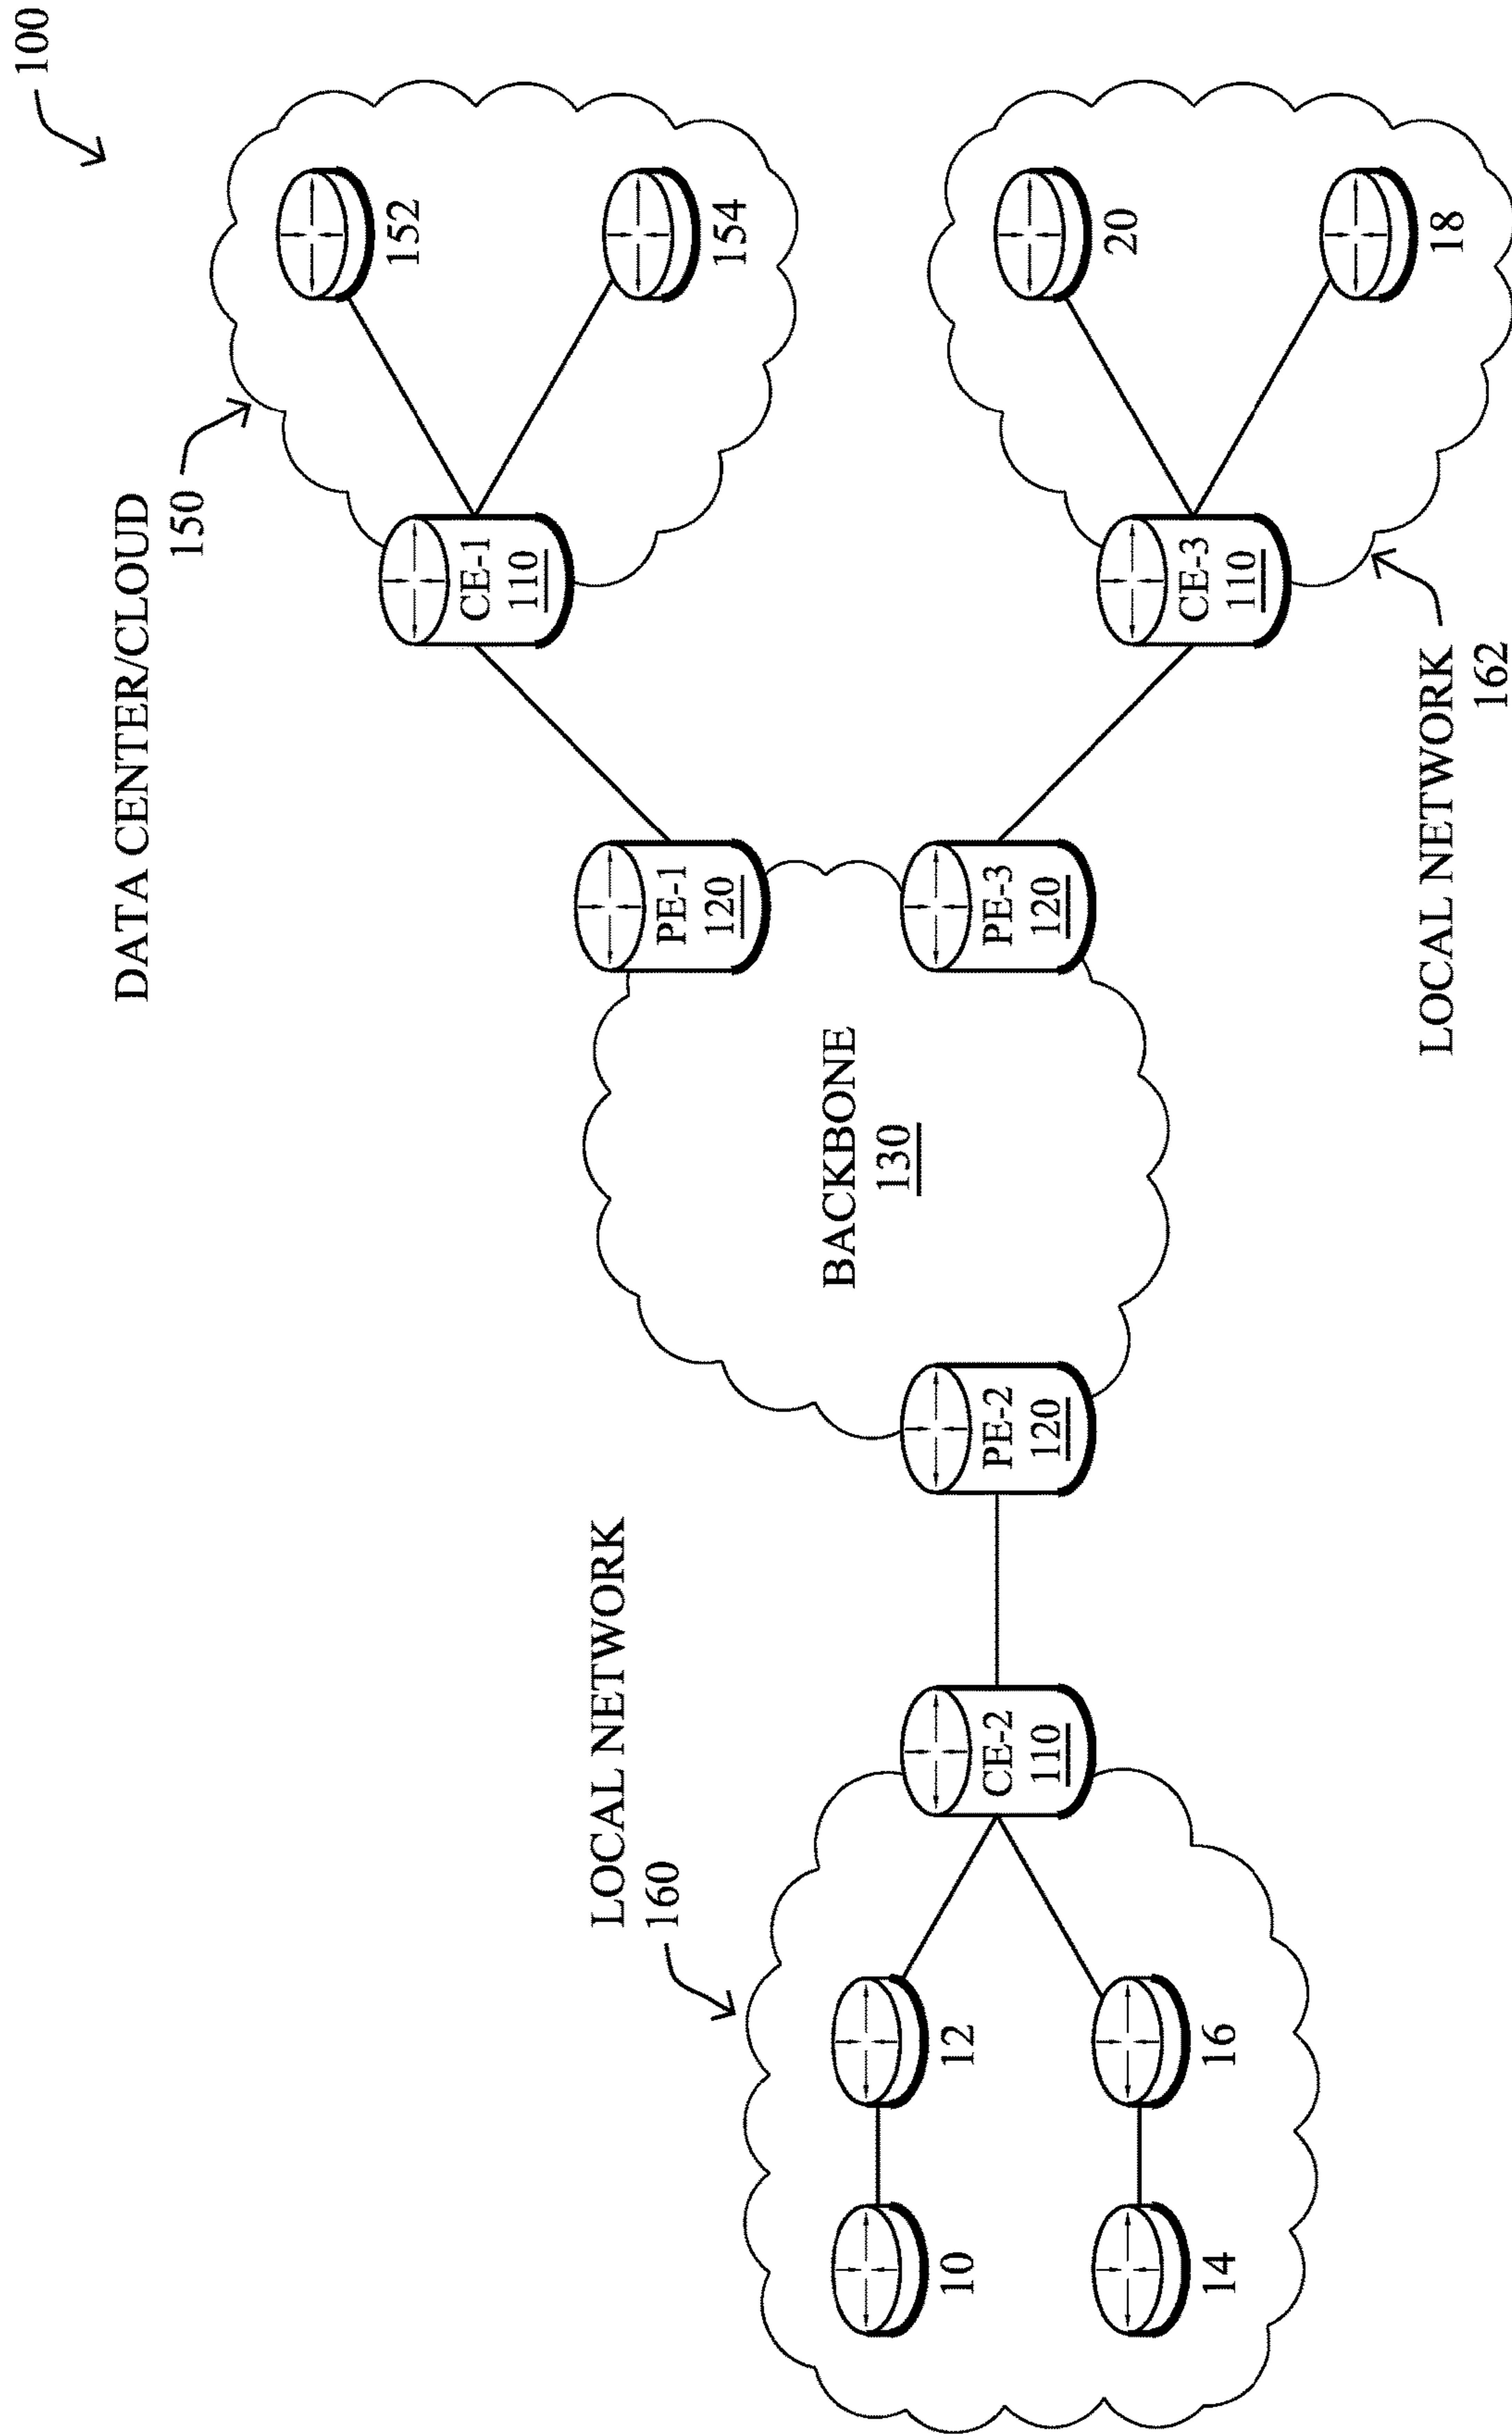 100
DATA CENTER/CLOUD
150
152
154
CE-1
110
PE-1
120
LOCAL NETWORK
160
BACKBONE
130
10
12
14
16
CE-2
110
PE-2
120
PE-3
120
CE-3
110
20
18
LOCAL NETWORK
162